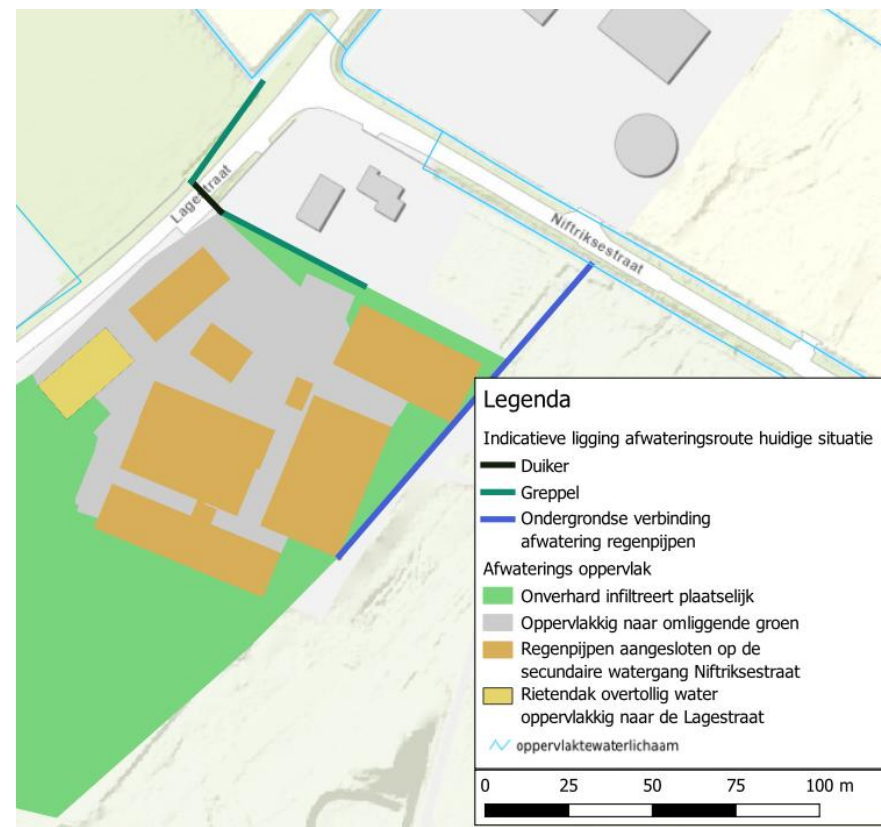 Lagestraat
Niftriksestraat
Legenda
Indicatieve ligging afwateringsroute huidige situatie
Duiker
Greppel
Ondergrondse verbinding
afwatering regenpijpen
Afwaterings oppervlak
Onverhard infiltreert plaatselijk
Oppervlakkig naar omliggende groen
Regenpijpen aangesloten op de
secundaire watergang Niftriksestraat
Rietendak overtollig water
oppervlakkig naar de Lagestraat
oppervlaktewaterlichaam
0 25 50 75 100 m